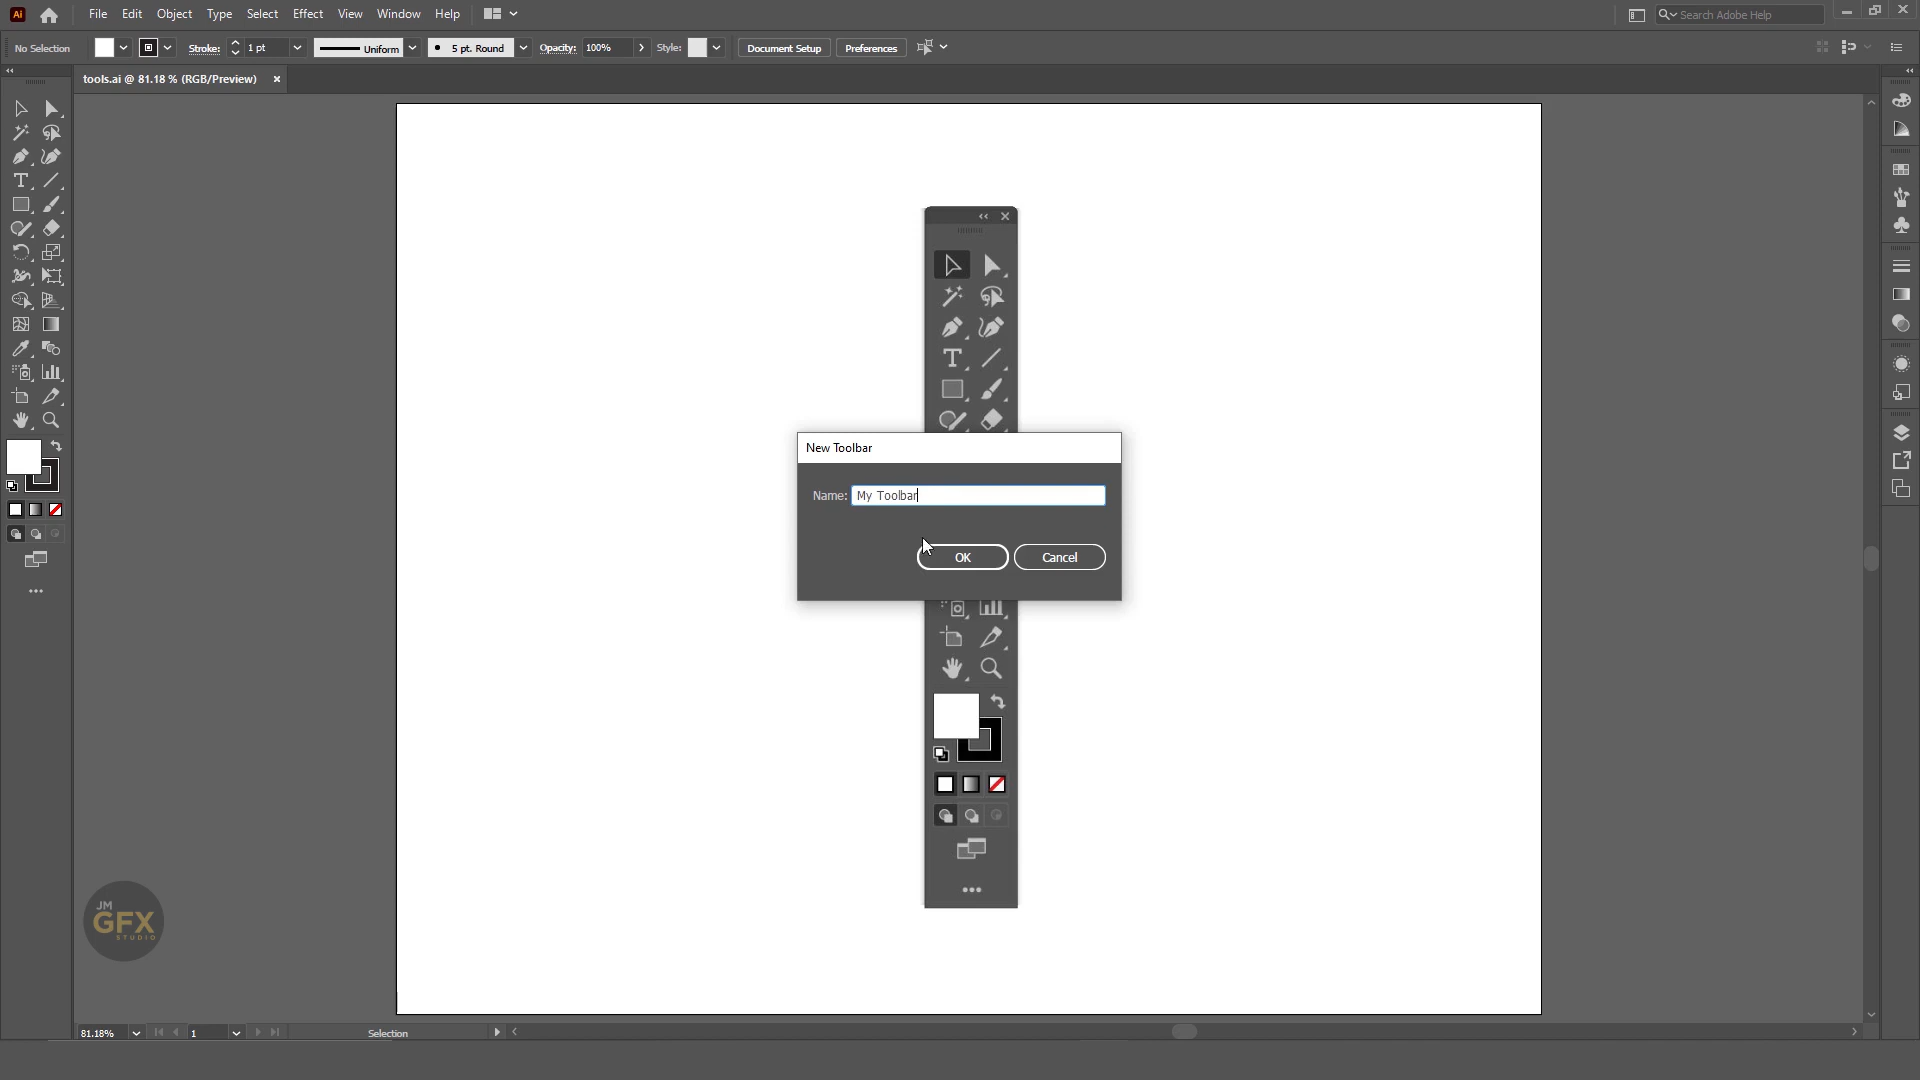 Ai File Edit Object Type Select Effect View Window Help Search Adobe Help
No Selection Stroke: 1 pt Uniform 5 pt. Round Opacity: 100% Style: Document Setup Preferences
tools.ai @ 81.18 % (RGB/Preview)
New Toolbar
Name: My Toolbar
OK Cancel
JM
GFX
STUDIO
81.18% 1 Selection